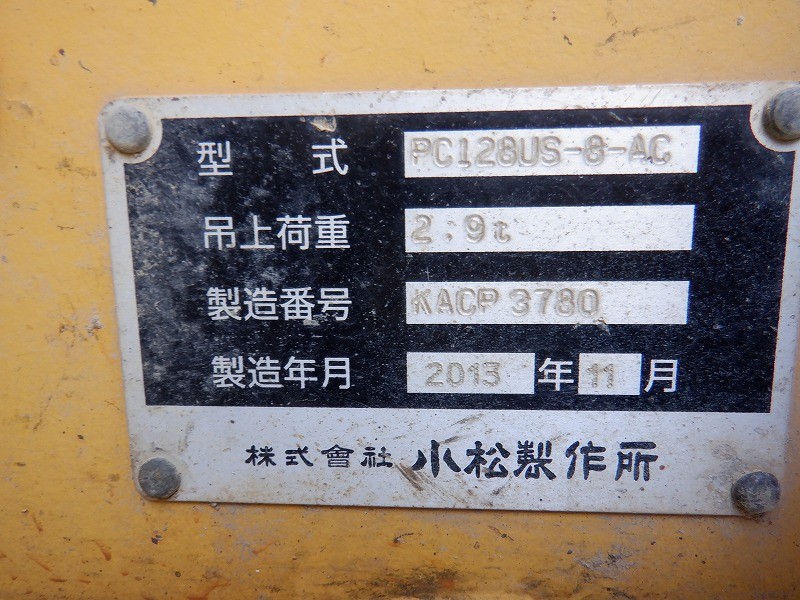 型 式 PC128US-8-AC
吊上荷重 2.9t
製造番号 KACP 3780
製造年月 2013 年 11 月
株式會社 小松製作所